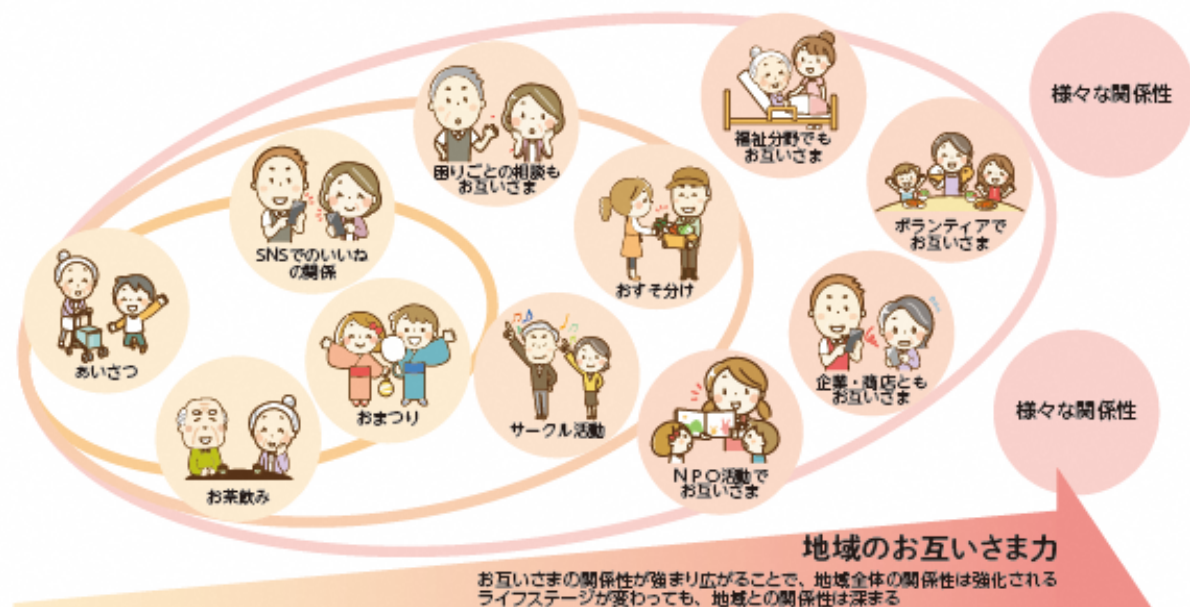 福祉分野でも
お互いさま
様々な関係性
困りごとの相談も
お互いさま
ボランティアで
お互いさま
SNSでのいいね
の関係
おすそ分け
あいさつ
おまつり
サークル活動
企業・商店とも
お互いさま
様々な関係性
お茶飲み
NPO活動で
お互いさま
地域のお互いさま力
お互いさまの関係性が強まり広がることで、地域全体の関係性は強化される
ライフステージが変わっても、地域との関係性は深まる